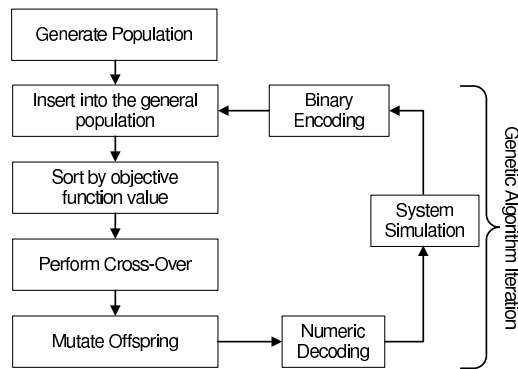 Generate Population
Insert into the general
population
Binary
Encoding
Sort by objective
function value
System
Simulation
Perform Cross-Over
Mutate Offspring
Numeric
Decoding
Genetic Algorithm Iteration